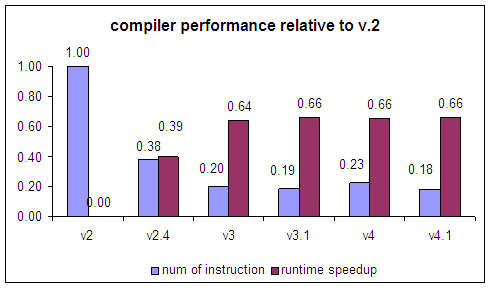 compiler performance relative to v.2
1.00
1.00
0.80
0.60
0.40
0.20
0.00
0.00
0.38
0.39
0.20
0.64
0.19
0.66
0.23
0.66
0.18
0.66
v2
v2.4
v3
v3.1
v4
v4.1
num of instruction
runtime speedup